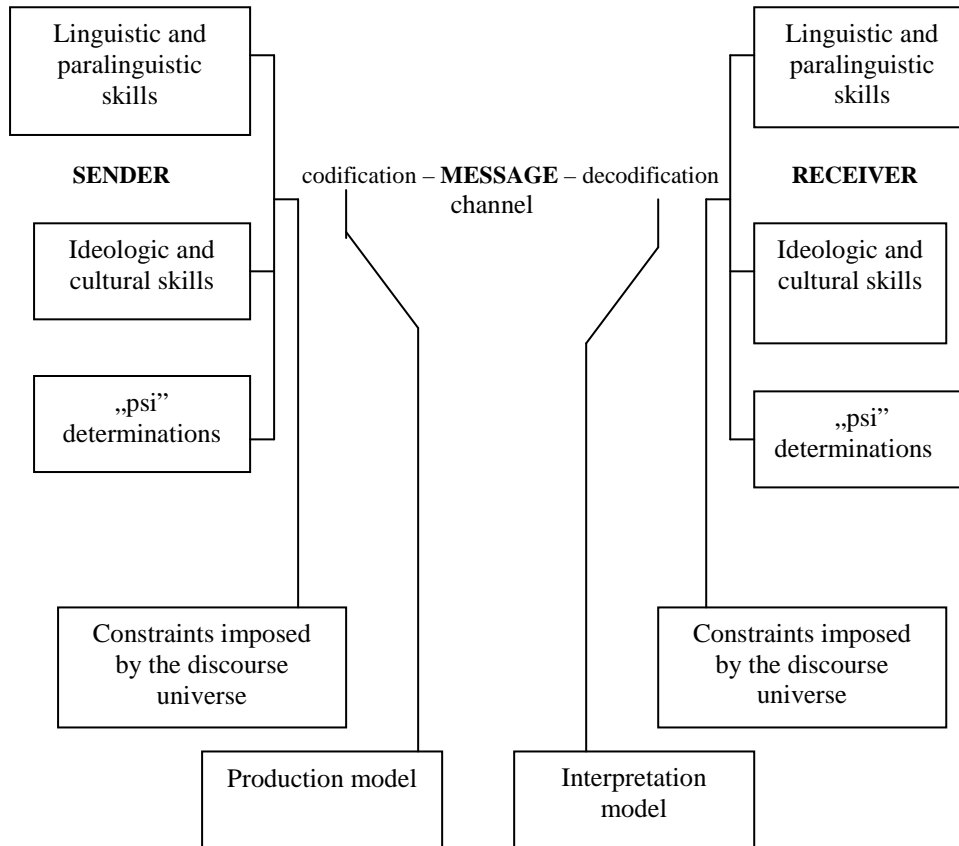 Linguistic and
paralinguistic
skills
Linguistic and
paralinguistic
skills
SENDER
codification – MESSAGE – decodification
channel
RECEIVER
Ideologic and
cultural skills
Ideologic and
cultural skills
„psi”
determinations
„psi”
determinations
Constraints imposed
by the discourse
universe
Constraints imposed
by the discourse
universe
Production model
Interpretation
model